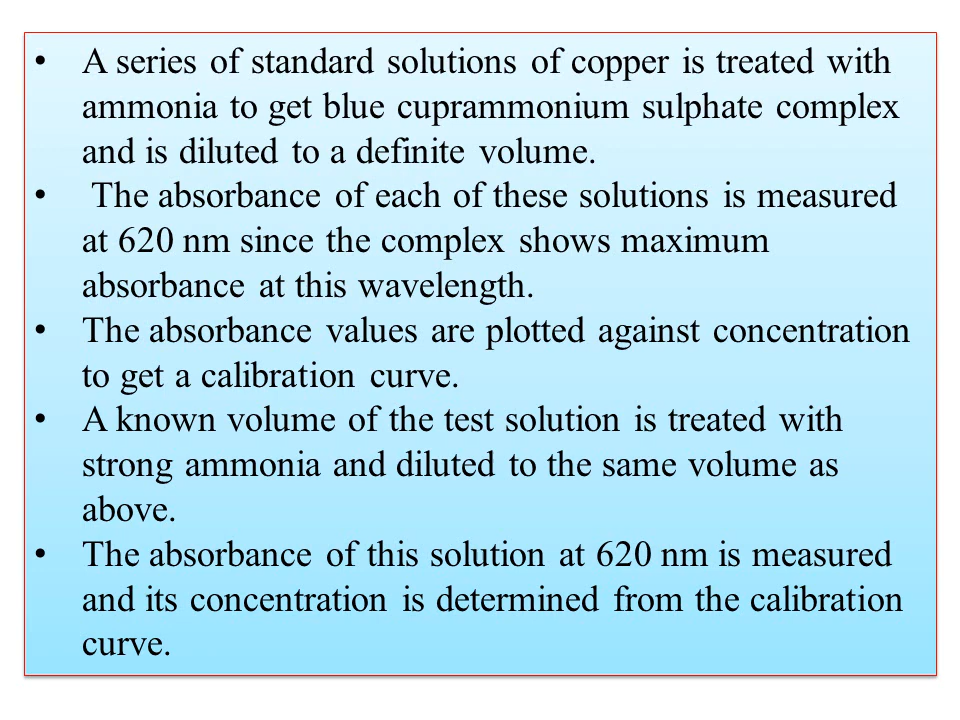 • A series of standard solutions of copper is treated with
ammonia to get blue cuprammonium sulphate complex
and is diluted to a definite volume.
• The absorbance of each of these solutions is measured
at 620 nm since the complex shows maximum
absorbance at this wavelength.
• The absorbance values are plotted against concentration
to get a calibration curve.
• A known volume of the test solution is treated with
strong ammonia and diluted to the same volume as
above.
• The absorbance of this solution at 620 nm is measured
and its concentration is determined from the calibration
curve.